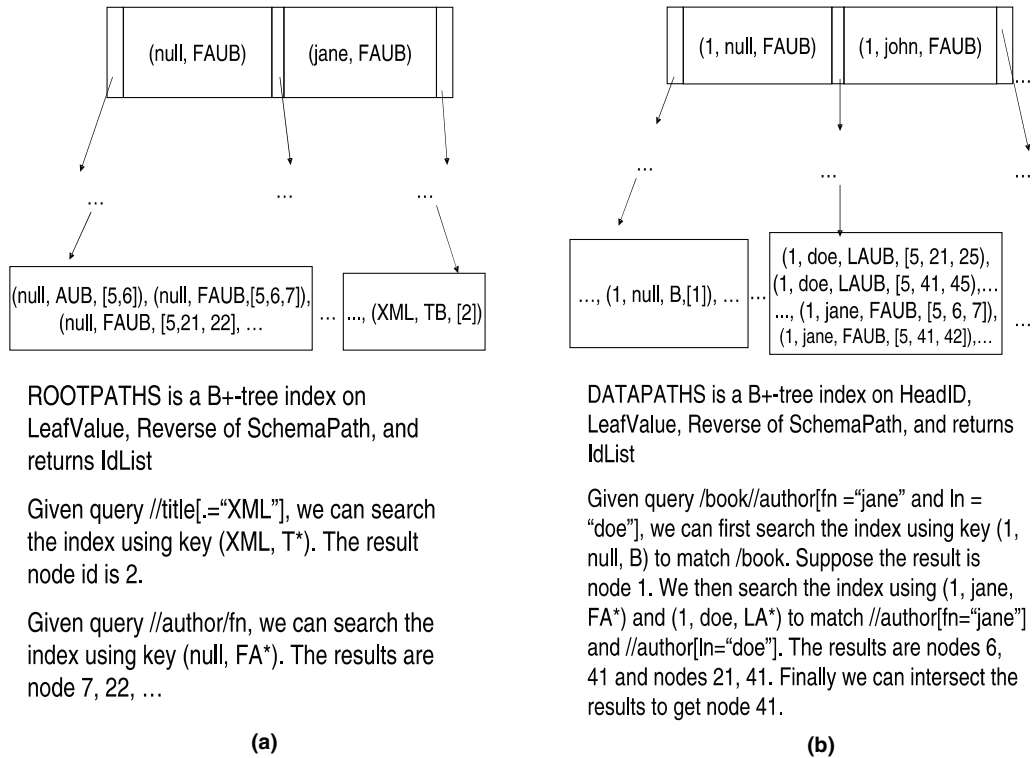 (null, FAUB) (jane, FAUB)
… … …
… …
(null, AUB, [5,6]), (null, FAUB,[5,6,7]),
(null, FAUB, [5,21, 22], …
…
..., (XML, TB, [2])
ROOTPATHS is a B+-tree index on
LeafValue, Reverse of SchemaPath, and
returns IdList
Given query //title[.=“XML”], we can search
the index using key (XML, T*). The result
node id is 2.
Given query //author/fn, we can search the
index using key (null, FA*). The results are
node 7, 22, …
(a)
(1, null, FAUB) (1, john, FAUB)
…
… … …
…, (1, null, B,[1]), …
…
(1, doe, LAUB, [5, 21, 25),
(1, doe, LAUB, [5, 41, 45),…
..., (1, jane, FAUB, [5, 6, 7]),
(1, jane, FAUB, [5, 41, 42]),…
…
DATAPATHS is a B+-tree index on HeadID,
LeafValue, Reverse of SchemaPath, and returns
IdList
Given query /book//author[fn =“jane” and ln =
“doe”], we can first search the index using key (1,
null, B) to match /book. Suppose the result is
node 1. We then search the index using (1, jane,
FA*) and (1, doe, LA*) to match //author[fn=“jane”]
and //author[ln=“doe”]. The results are nodes 6,
41 and nodes 21, 41. Finally we can intersect the
results to get node 41.
(b)